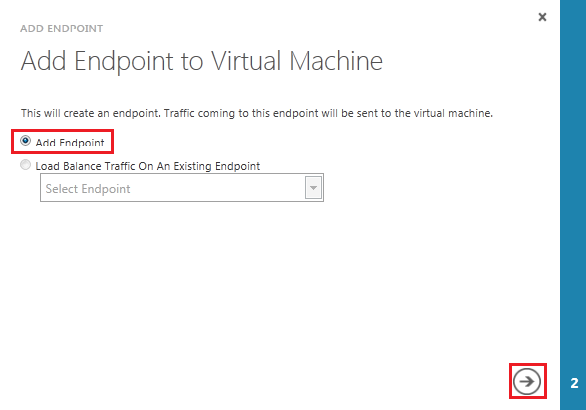 ADD ENDPOINT
Add Endpoint to Virtual Machine
This will create an endpoint. Traffic coming to this endpoint will be sent to the virtual machine.
Add Endpoint
Load Balance Traffic On An Existing Endpoint
Select Endpoint
2